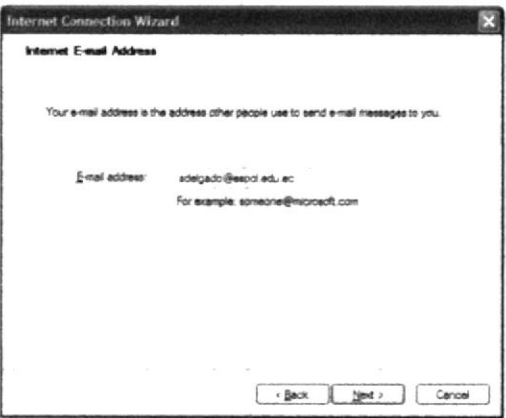 Internet Connection Wizard
Internet E-mail Address
Your e-mail address is the address other people use to send e-mail messages to you.
E-mail address: sdelgado@espol.edu.ec
For example: someone@microsoft.com
< Back Next > Cancel